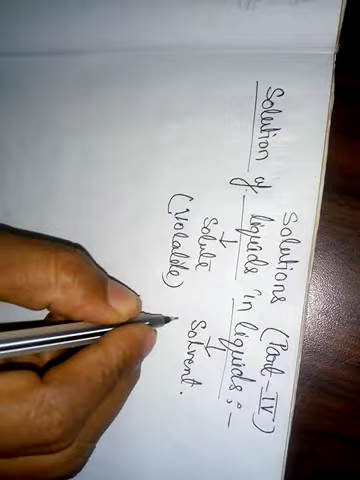 Solutions (Part-IV)
Solution of liquids in liquids:-
↓ ↓
Solute Solvent.
(Volatile)